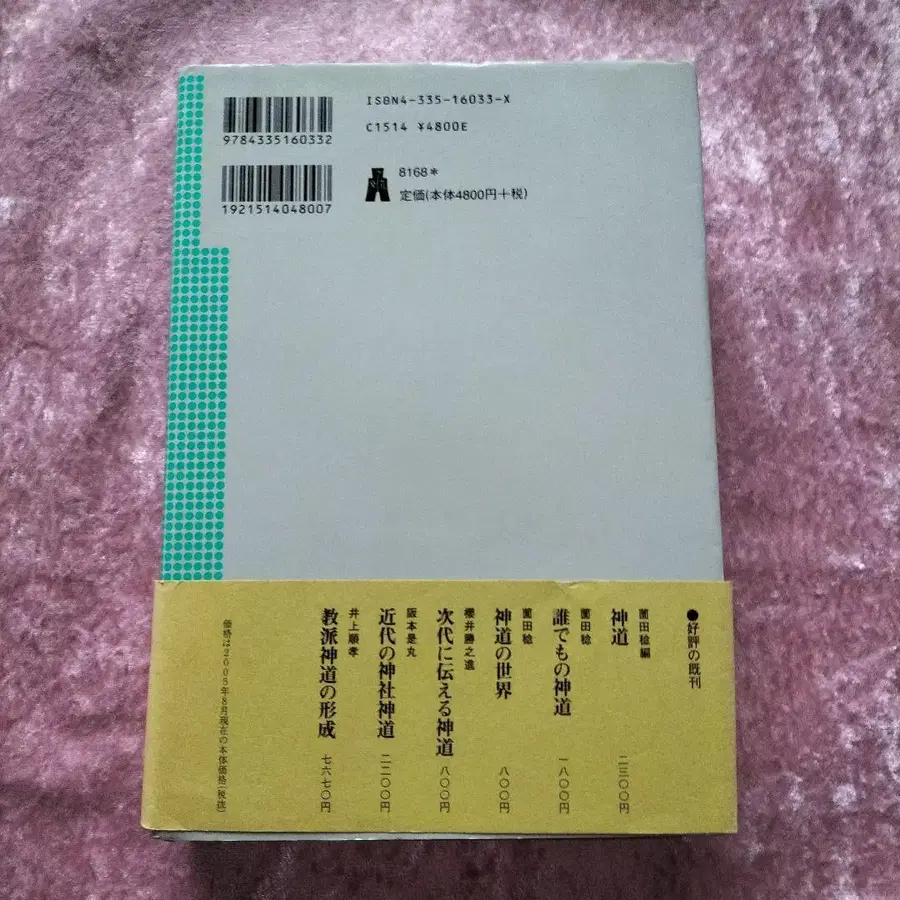 ISBN4-335-16033-X
C1514 ¥4800E
9784335160332
1921514048007
8168*
定価(本体4800円+税)
●好評の既刊
薗田稔編
神道
二三〇〇円
薗田稔
誰でもの神道
一八〇〇円
薗田稔
神道の世界
八〇〇円
櫻井勝之進
次代に伝える神道
八〇〇円
阪本是丸
近代の神社神道
二二〇〇円
井上順孝
教派神道の形成
七六七〇円
価格は2005年8月現在の本体価格(税抜)